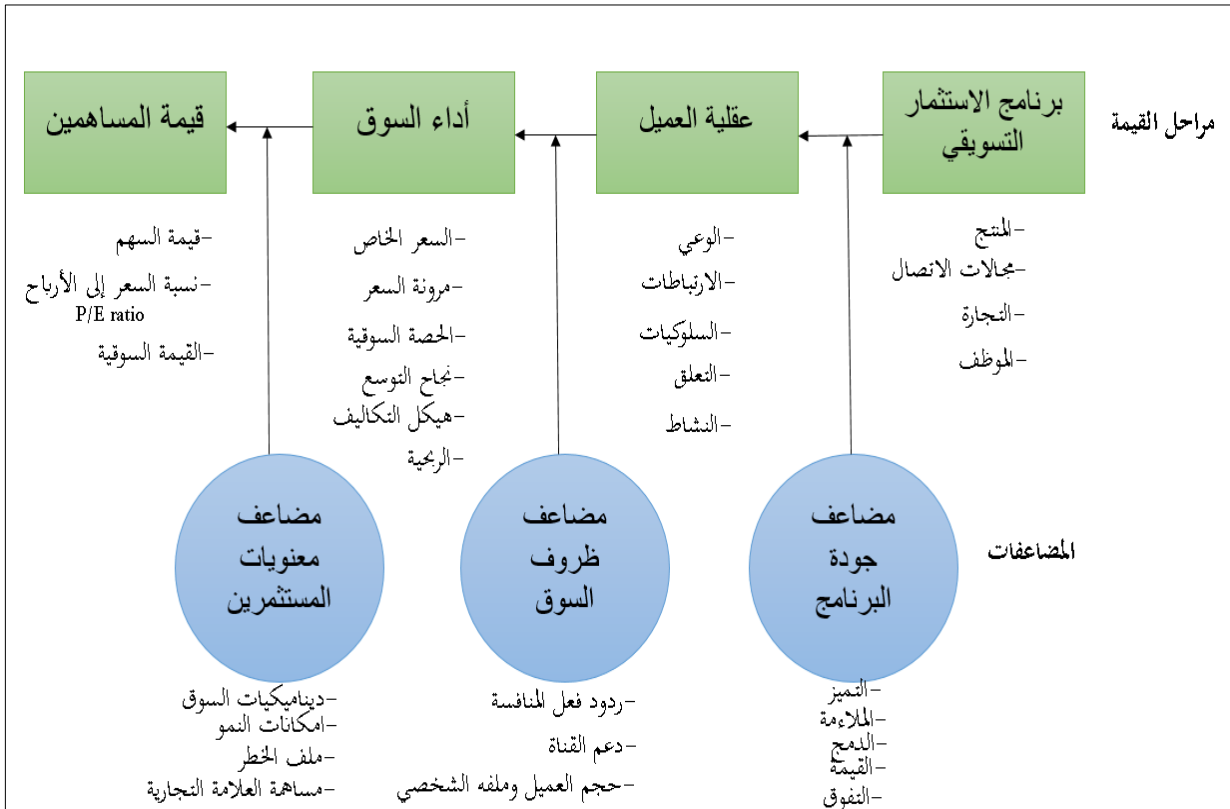 مراحل القيمة
برنامج الاستثمار
التسويقي
عقلية العميل
أداء السوق
قيمة المساهمين
-المنتج
-مجالات الاتصال
-التجارة
-الموظف
-الوعي
-الارتباطات
-السلوكيات
-التعلق
-النشاط
-السعر الخاص
-مرونة السعر
-الحصة السوقية
-نجاح التوسع
-هيكل التكاليف
-الربحية
-قيمة السهم
-نسبة السعر إلى الأرباح
P/E ratio
-القيمة السوقية
المضاعفات
مضاعف
جودة
البرنامج
مضاعف
ظروف
السوق
مضاعف
معنويات
المستثمرين
-التميز
-الملاءمة
-الدمج
-القيمة
-التفوق
-ردود فعل المنافسة
-دعم القناة
-حجم العميل وملفه الشخصي
-ديناميكيات السوق
-امكانات النمو
-ملف الخطر
-مساهمة العلامة التجارية